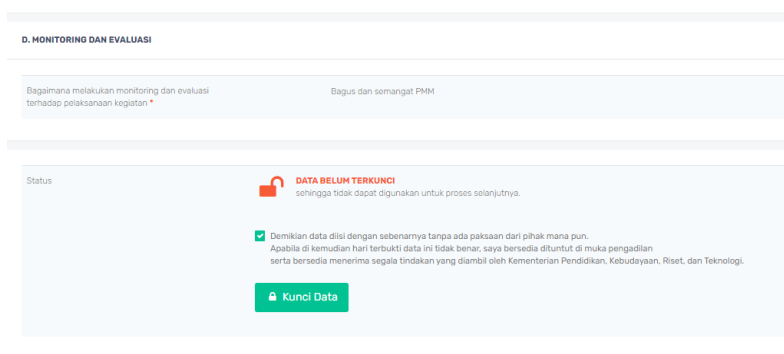 D. MONITORING DAN EVALUASI
Bagaimana melakukan monitoring dan evaluasi
terhadap pelaksanaan kegiatan *
Bagus dan semangat PMM
Status
DATA BELUM TERKUNCI
sehingga tidak dapat digunakan untuk proses selanjutnya.
Demikian data diisi dengan sebenarnya tanpa ada paksaan dari pihak mana pun.
Apabila di kemudian hari terbukti data ini tidak benar, saya bersedia dituntut di muka pengadilan
serta bersedia menerima segala tindakan yang diambil oleh Kementerian Pendidikan, Kebudayaan, Riset, dan Teknologi.
Kunci Data